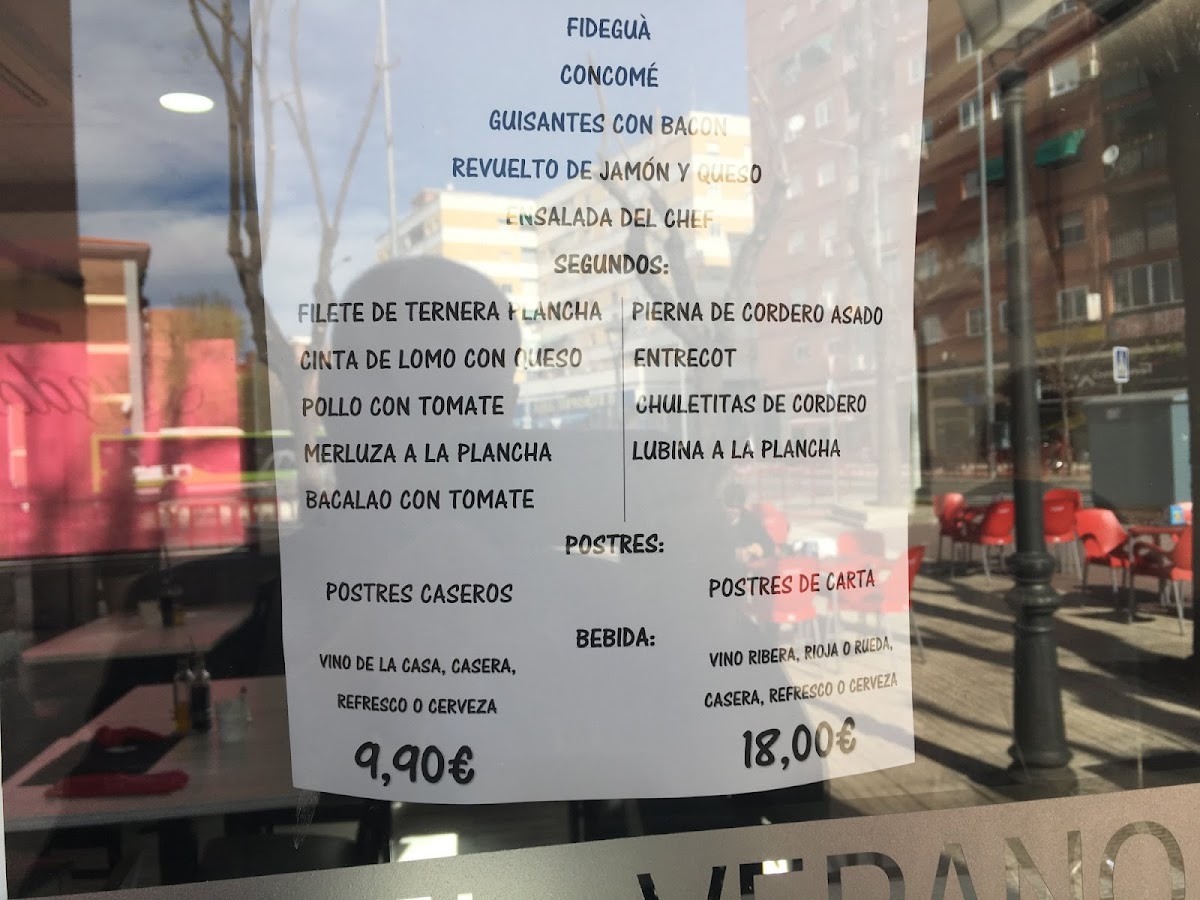 FIDEGUÀ
CONCOMÉ
GUISANTES CON BACON
REVUELTO DE JAMÓN Y QUESO
ENSALADA DEL CHEF
SEGUNDOS:
FILETE DE TERNERA PLANCHA
CINTA DE LOMO CON QUESO
POLLO CON TOMATE
MERLUZA A LA PLANCHA
BACALAO CON TOMATE
PIERNA DE CORDERO ASADO
ENTRECOT
CHULETITAS DE CORDERO
LUBINA A LA PLANCHA
POSTRES:
POSTRES CASEROS
POSTRES DE CARTA
BEBIDA:
VINO DE LA CASA, CASERA,
REFRESCO O CERVEZA
9,90€
VINO RIBERA, RIOJA O RUEDA,
CASERA, REFRESCO O CERVEZA
18,00€
VERANO